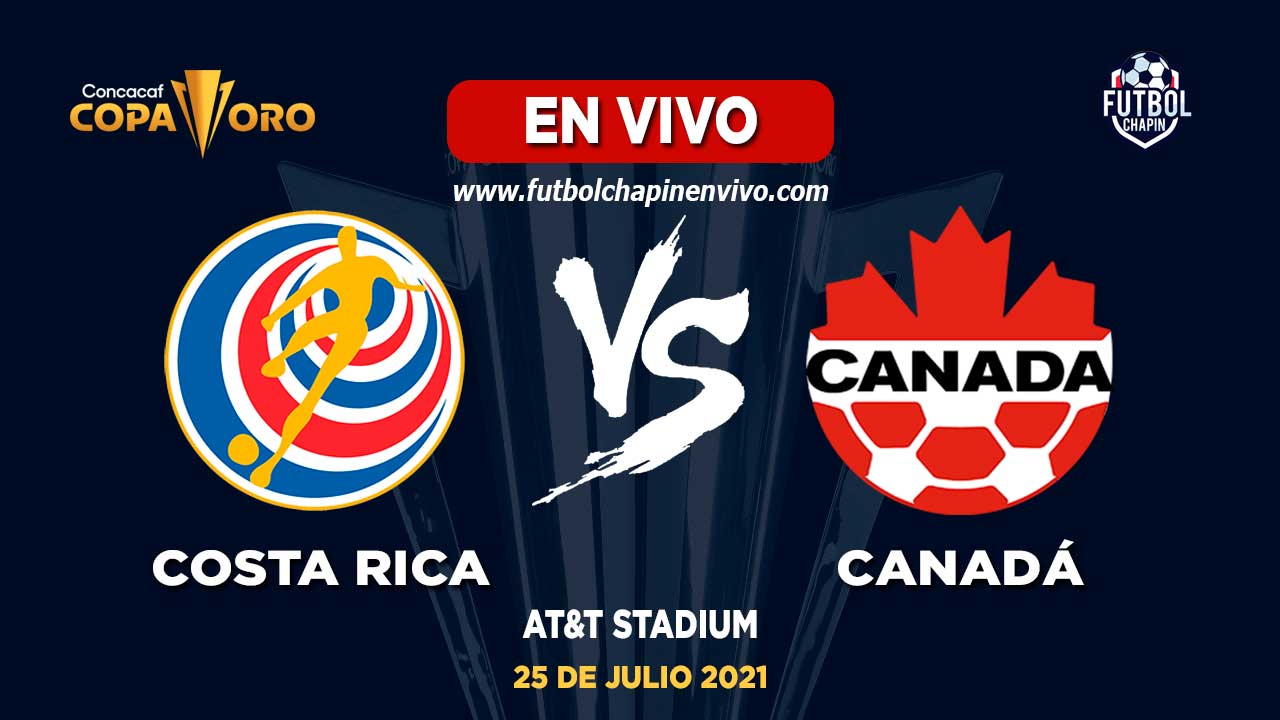 Concacaf
COPA ORO
EN VIVO
FUTBOL
CHAPIN
www.futbolchapinenvivo.com
VS
CANADA
COSTA RICA
CANADÁ
AT&T STADIUM
25 DE JULIO 2021